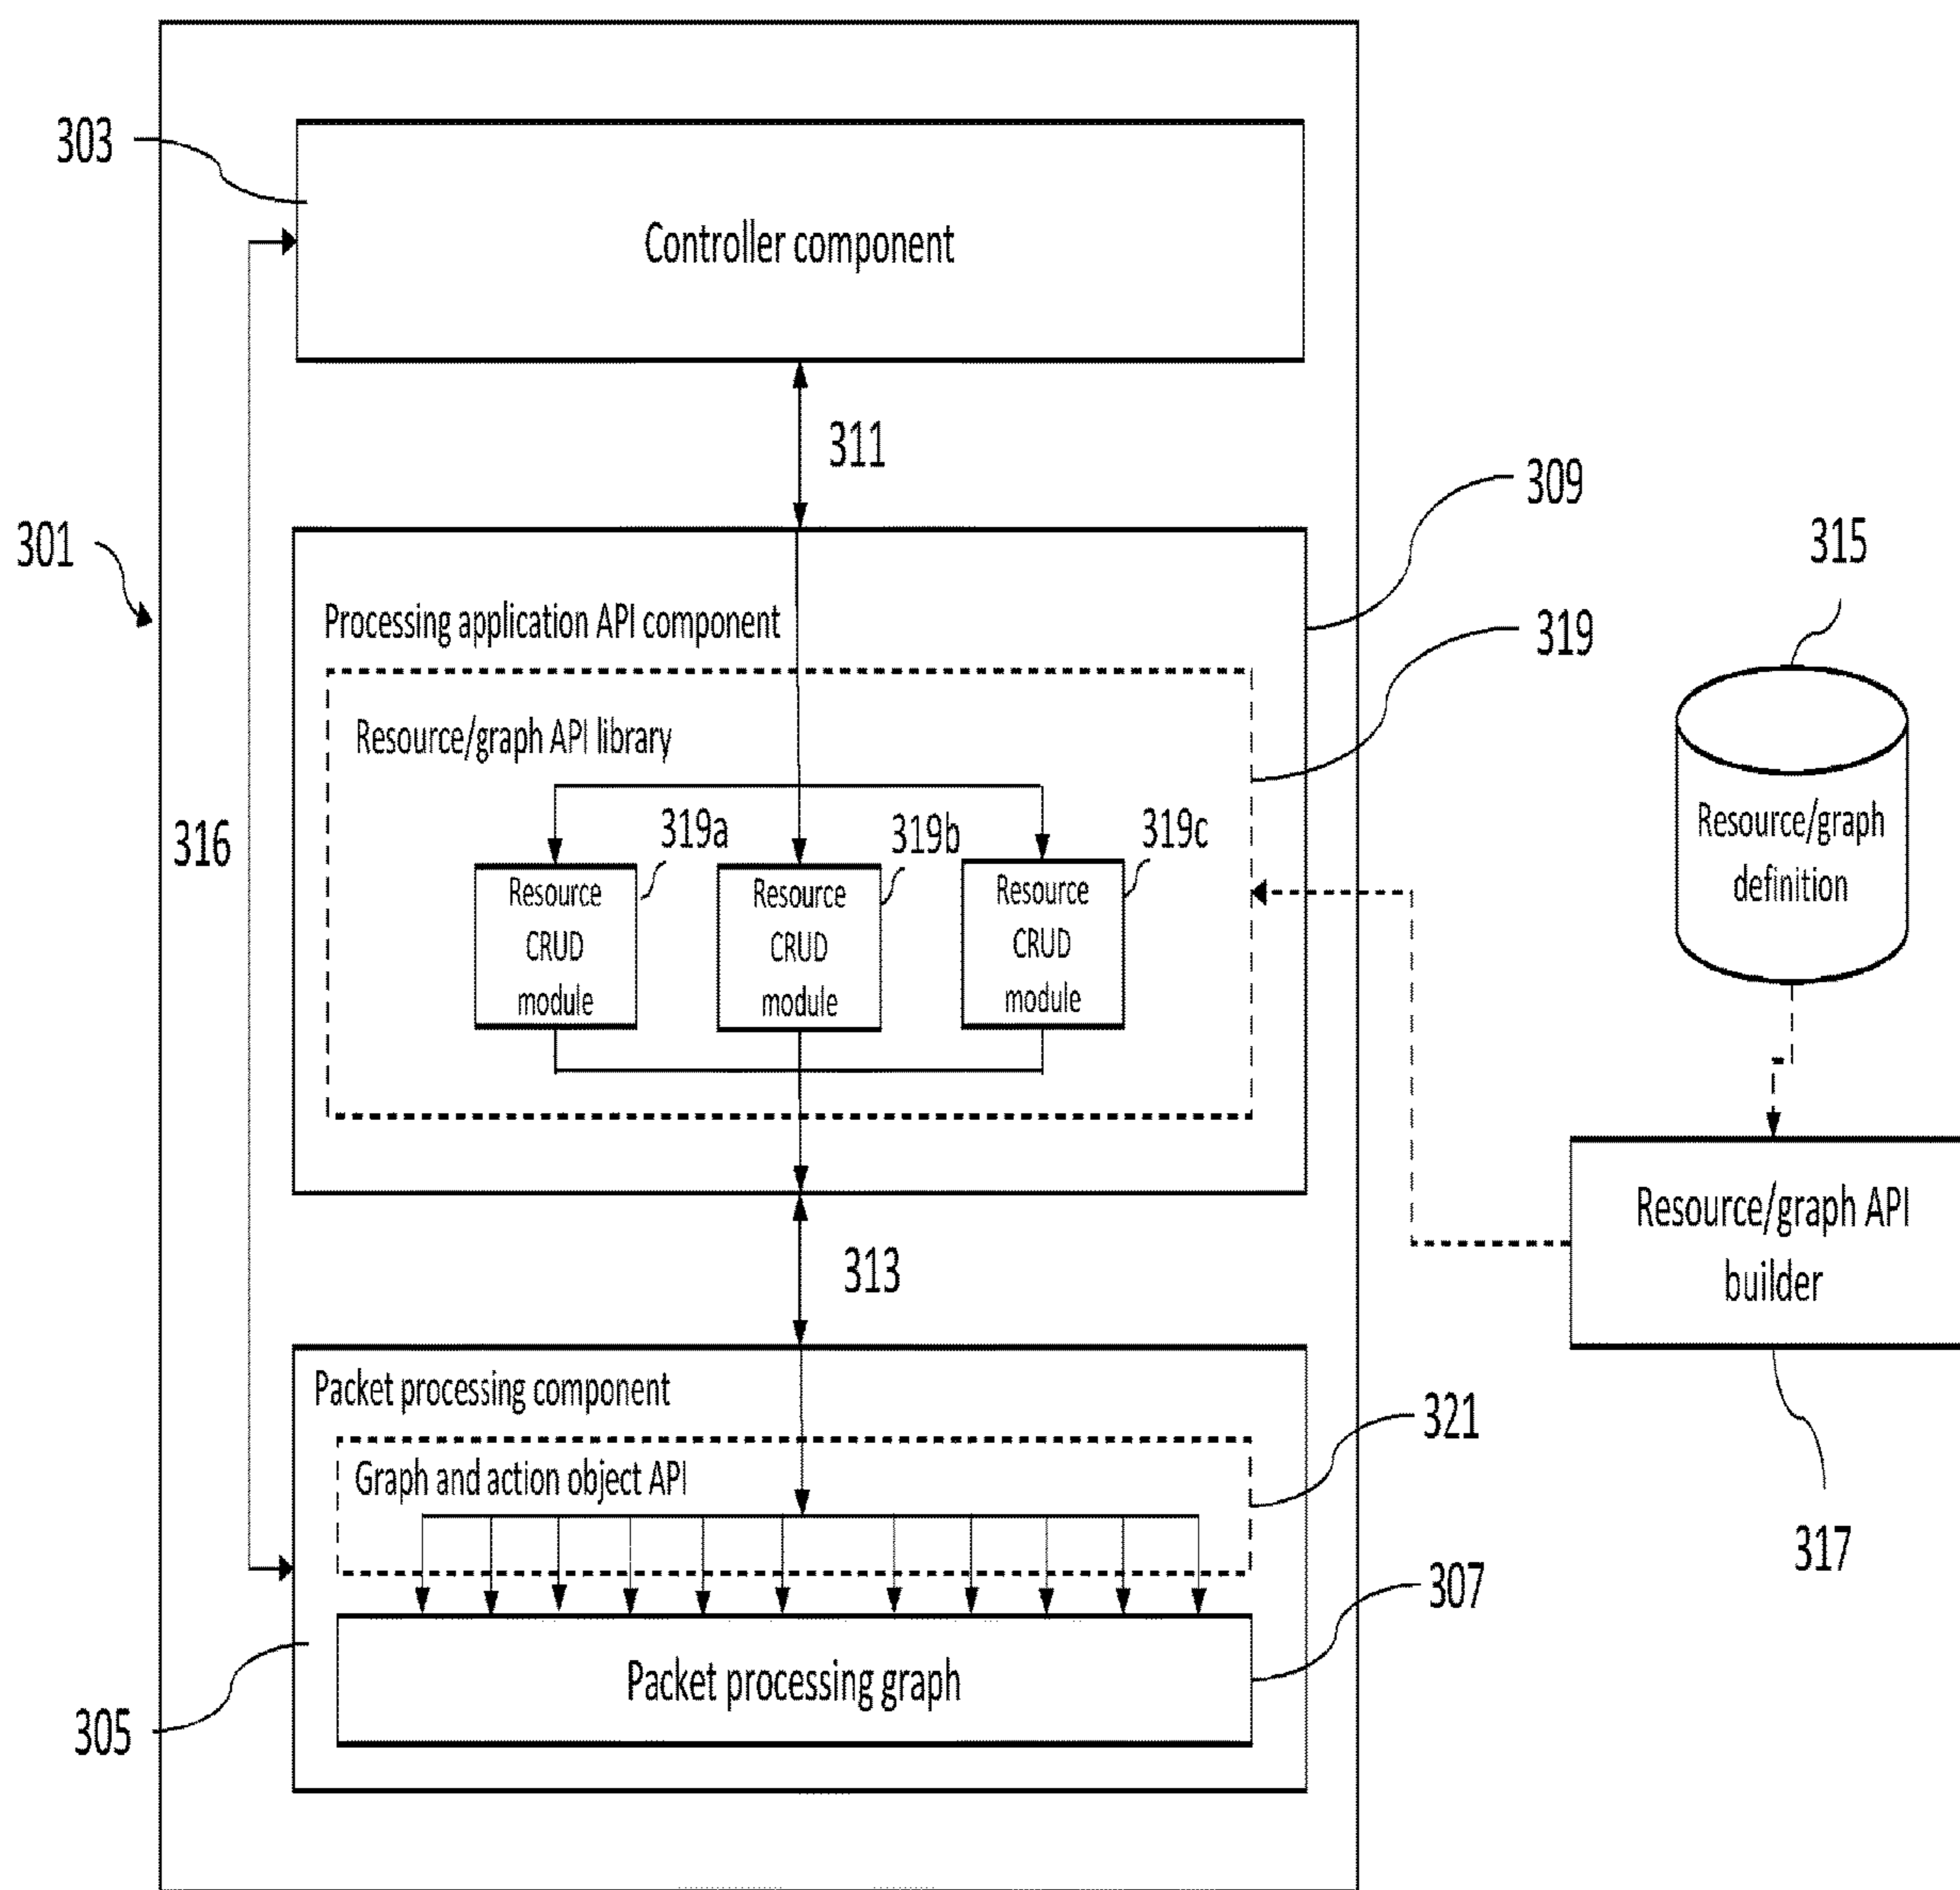 303
Controller component
311
309
301
315
Processing application API component
319
Resource/graph API library
316
319a
319b
319c
Resource
CRUD
module
Resource
CRUD
module
Resource
CRUD
module
Resource/graph
definition
Resource/graph API
builder
313
Packet processing component
321
Graph and action object API
317
307
Packet processing graph
305